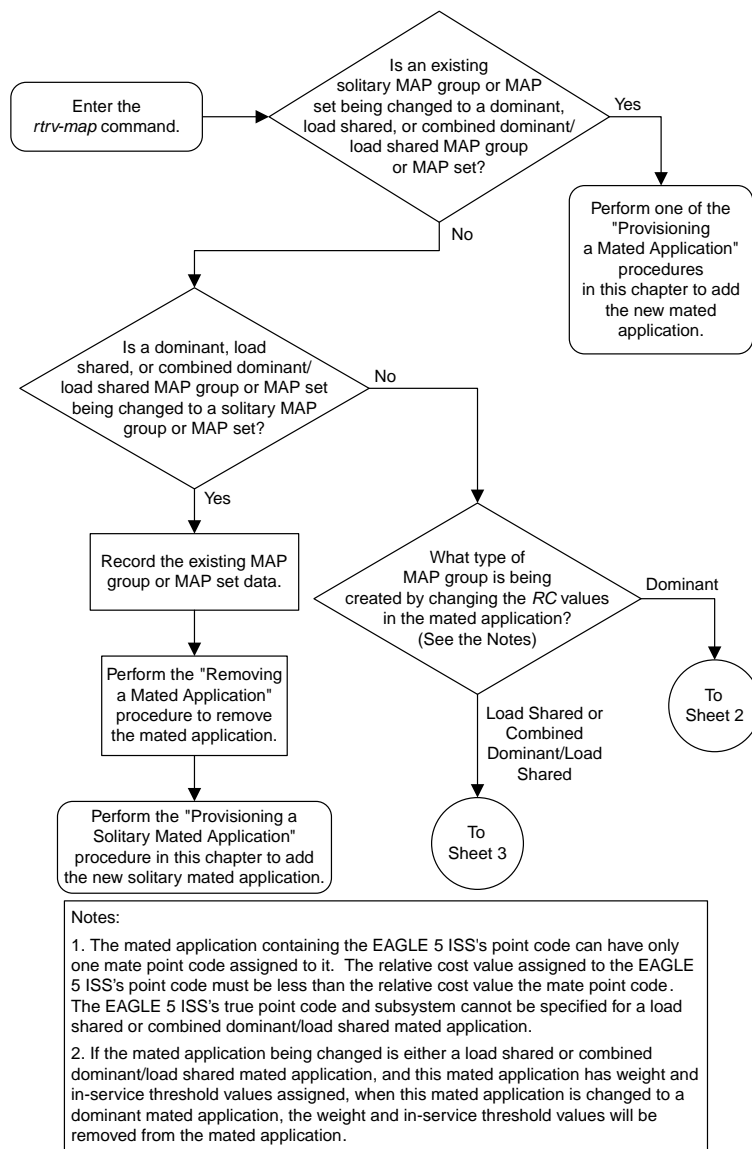 Enter the
rtrv-map command.
Is an existing
solitary MAP group or MAP
set being changed to a dominant,
load shared, or combined dominant/
load shared MAP group
or MAP set?
Yes
Perform one of the
"Provisioning
a Mated Application"
procedures
in this chapter to add
the new mated
application.
No
Is a dominant, load
shared, or combined dominant/
load shared MAP group or MAP set
being changed to a solitary MAP
group or MAP set?
No
Yes
Record the existing MAP
group or MAP set data.
Perform the "Removing
a Mated Application"
procedure to remove
the mated application.
Perform the "Provisioning a
Solitary Mated Application"
procedure in this chapter to add
the new solitary mated application.
What type of
MAP group is being
created by changing the RC values
in the mated application?
(See the Notes)
Dominant
To
Sheet 2
Load Shared or
Combined
Dominant/Load
Shared
To
Sheet 3
Notes:
1. The mated application containing the EAGLE 5 ISS's point code can have only
one mate point code assigned to it. The relative cost value assigned to the EAGLE
5 ISS's point code must be less than the relative cost value the mate point code.
The EAGLE 5 ISS's true point code and subsystem cannot be specified for a load
shared or combined dominant/load shared mated application.
2. If the mated application being changed is either a load shared or combined
dominant/load shared mated application, and this mated application has weight and
in-service threshold values assigned, when this mated application is changed to a
dominant mated application, the weight and in-service threshold values will be
removed from the mated application.